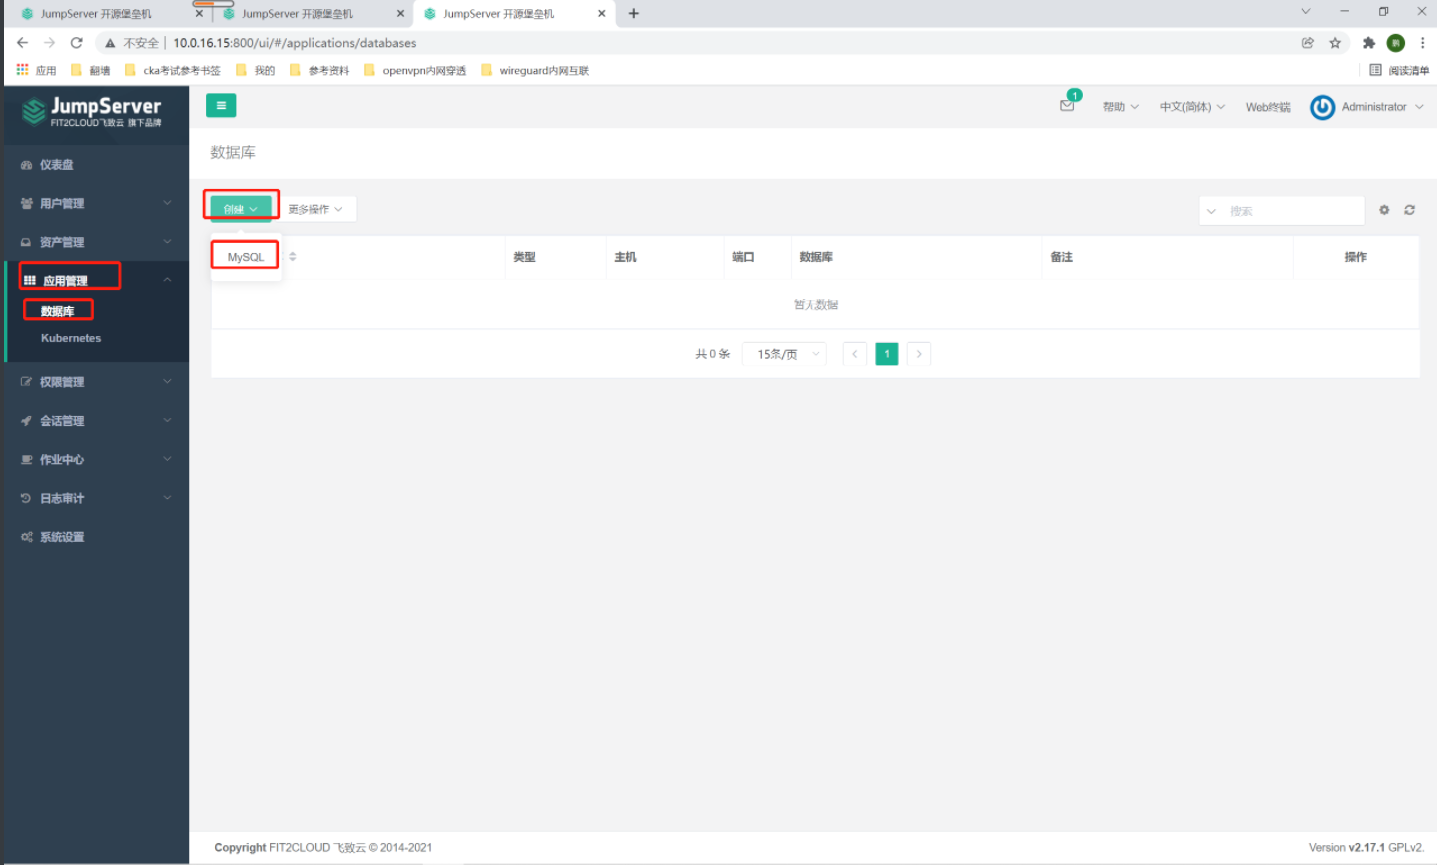 JumpServer 开源堡垒机 JumpServer 开源堡垒机 JumpServer 开源堡垒机
不安全 10.0.16.15:800/ui/#/applications/databases 鹏
应用 翻墙 cka考试参考书签 我的 参考资料 openvpn内网穿透 wireguard内网互联 阅读清单
JumpServer
FIT2CLOUD飞致云 旗下品牌
1
帮助 中文(简体) Web终端 Administrator
仪表盘
用户管理
资产管理
应用管理
数据库
Kubernetes
权限管理
会话管理
作业中心
日志审计
系统设置
数据库
创建 更多操作 搜索
MySQL
类型 主机 端口 数据库 备注 操作
暂无数据
共 0 条 15条/页 1
Copyright FIT2CLOUD 飞致云 © 2014-2021 Version v2.17.1 GPLv2.